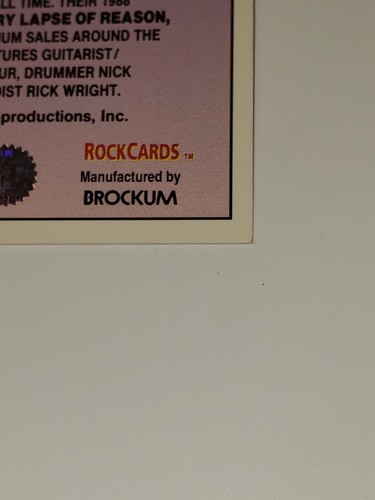 LL TIME. THEIR 1988
RY LAPSE OF REASON,
UM SALES AROUND THE
TURES GUITARIST/
UR, DRUMMER NICK
DIST RICK WRIGHT.
productions, Inc.
ROCKCARDS TM
Manufactured by
BROCKUM